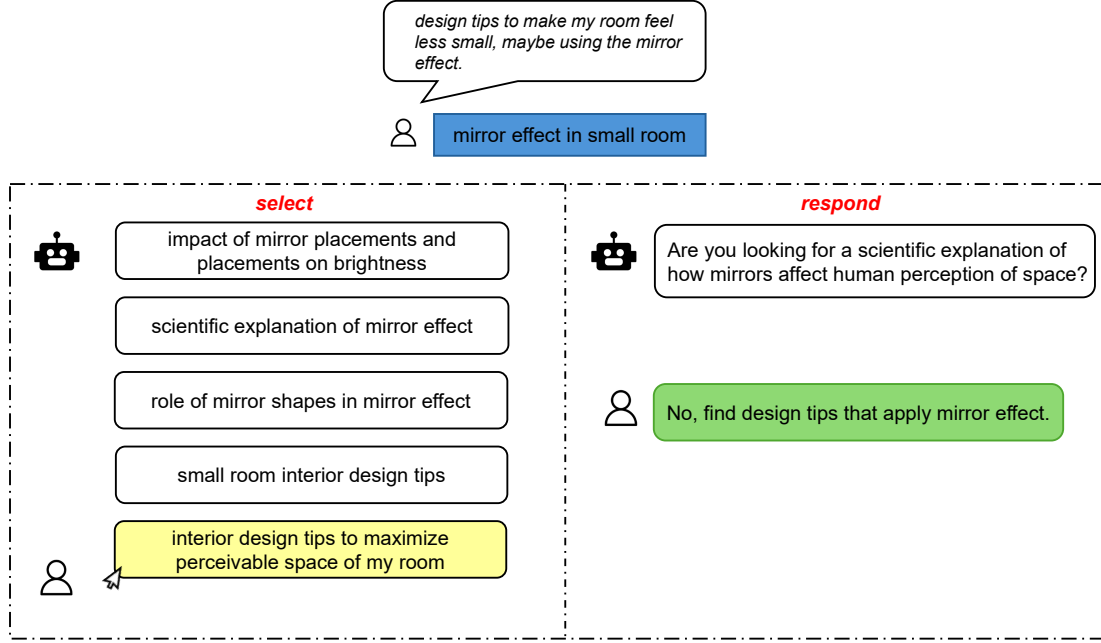 design tips to make my room feel
less small, maybe using the mirror
effect.
mirror effect in small room
select
impact of mirror placements and
placements on brightness
scientific explanation of mirror effect
role of mirror shapes in mirror effect
small room interior design tips
interior design tips to maximize
perceivable space of my room
respond
Are you looking for a scientific explanation of
how mirrors affect human perception of space?
No, find design tips that apply mirror effect.